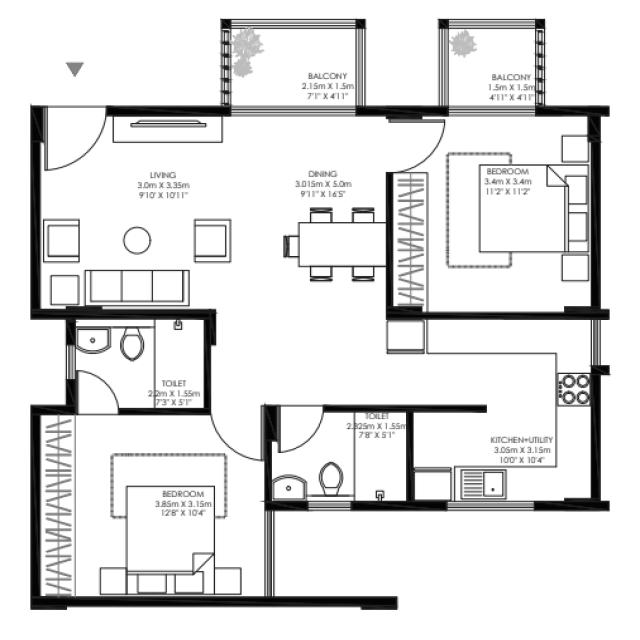 BALCONY
2.15m X 1.5m
7'1" X 4'11"
BALCONY
1.5m X 1.5m
4'11" X 4'11"
LIVING
3.0m X 3.35m
9'10' X 10'11"
DINING
3.015m X 5.0m
9'11" X 16'5"
BEDROOM
3.4m X 3.4m
11'2" X 11'2"
TOILET
2.2m X 1.55m
7'3" X 5'1"
TOILET
2.325m X 1.55m
7'8" X 5'1"
KITCHEN+UTILITY
3.05m X 3.15m
10'0" X 10'4"
BEDROOM
3.85m X 3.15m
12'8" X 10'4"